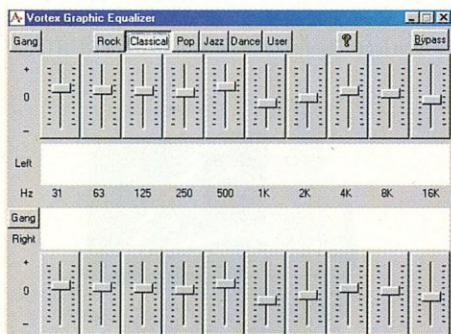 Vortex Graphic Equalizer
Gang Rock Classical Pop Jazz Dance User ? Bypass
+
0
–
Left
Hz 31 63 125 250 500 1K 2K 4K 8K 16K
Gang
Right
+
0
–